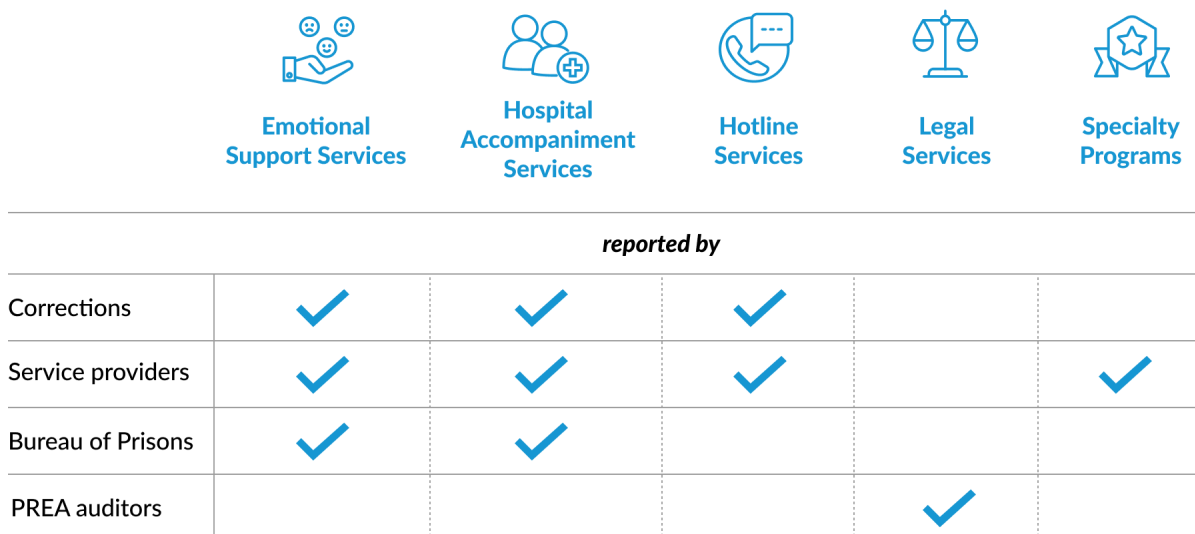 Emotional
Support Services
Hospital
Accompaniment
Services
Hotline
Services
Legal
Services
Specialty
Programs
reported by
Corrections
Service providers
Bureau of Prisons
PREA auditors